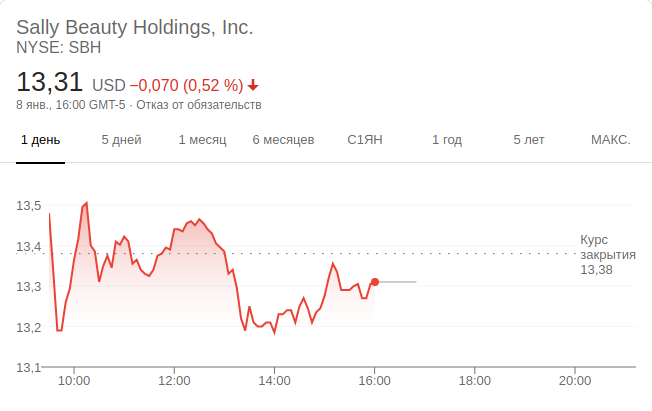 Sally Beauty Holdings, Inc.
NYSE: SBH
13,31 USD −0,070 (0,52 %)
8 янв., 16:00 GMT-5 · Отказ от обязательств
1 день 5 дней 1 месяц 6 месяцев С1ЯН 1 год 5 лет МАКС.
13,5
13,4
13,3
13,2
13,1
Курс
закрытия
13,38
10:00 12:00 14:00 16:00 18:00 20:00